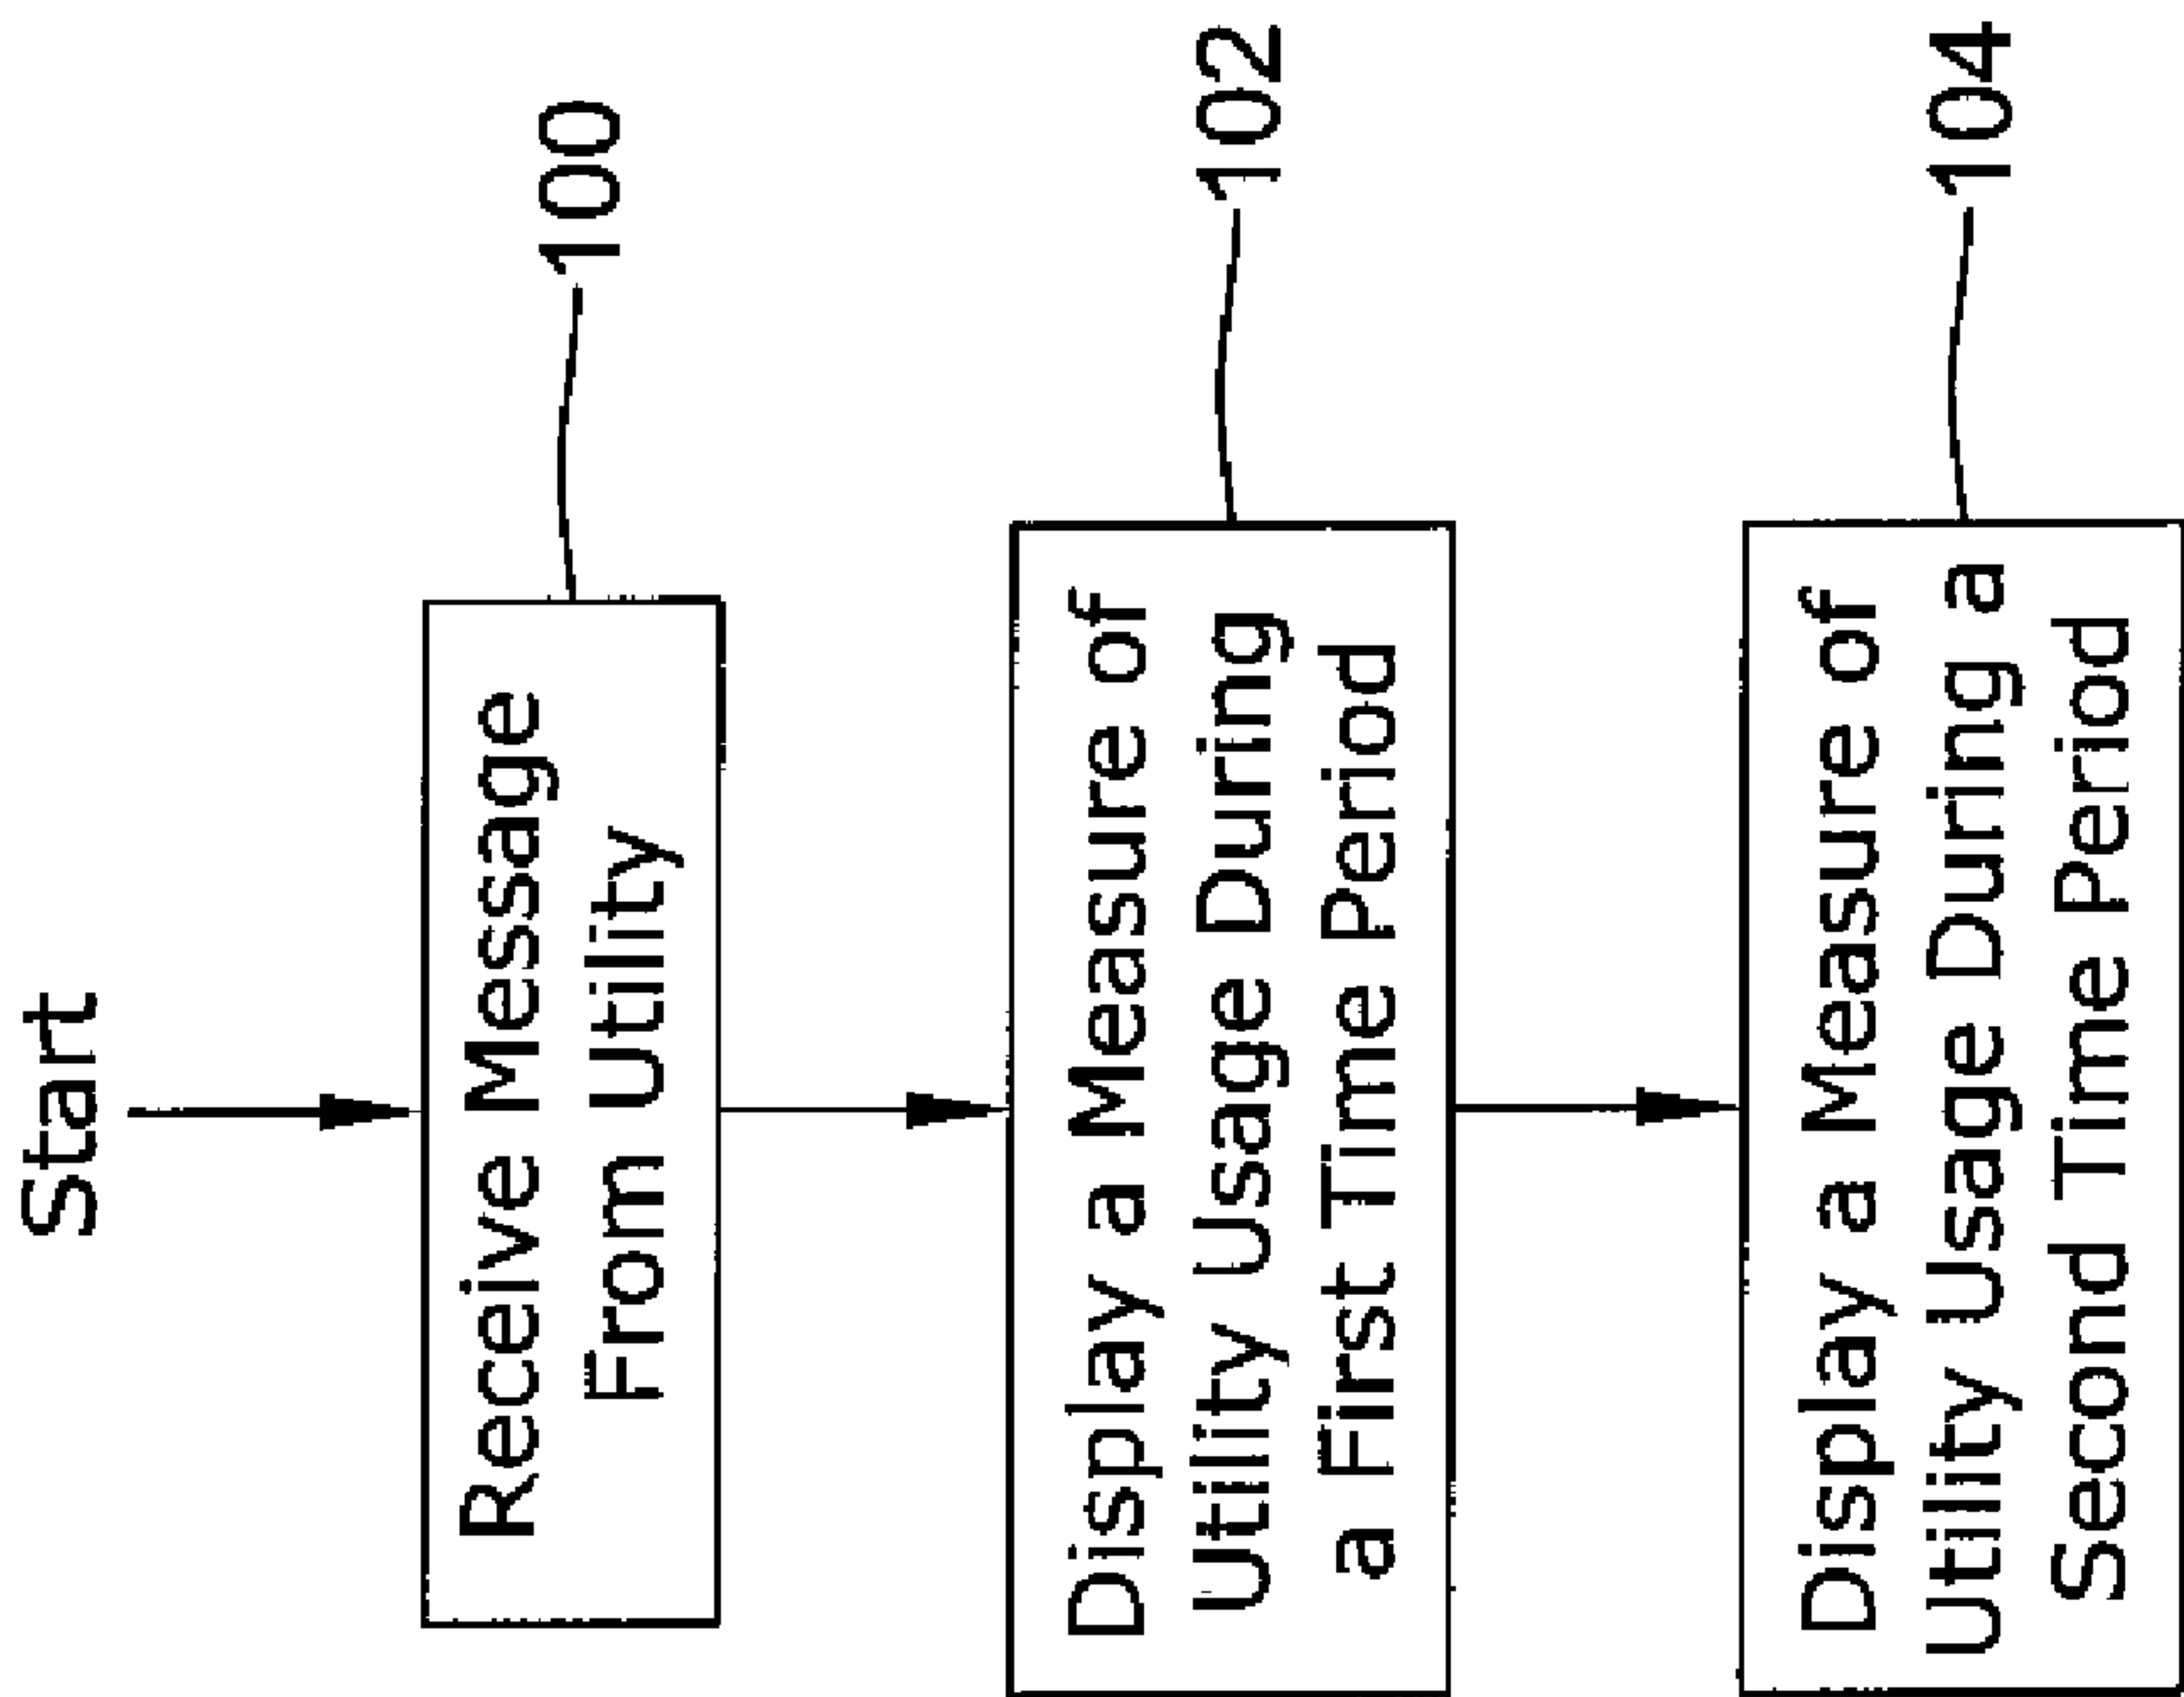 Start
Receive Message
From Utility
100
Display a Measure of
Utility Usage During
a First Time Period
102
Display a Measure of
Utility Usage During a
Second Time Period
104